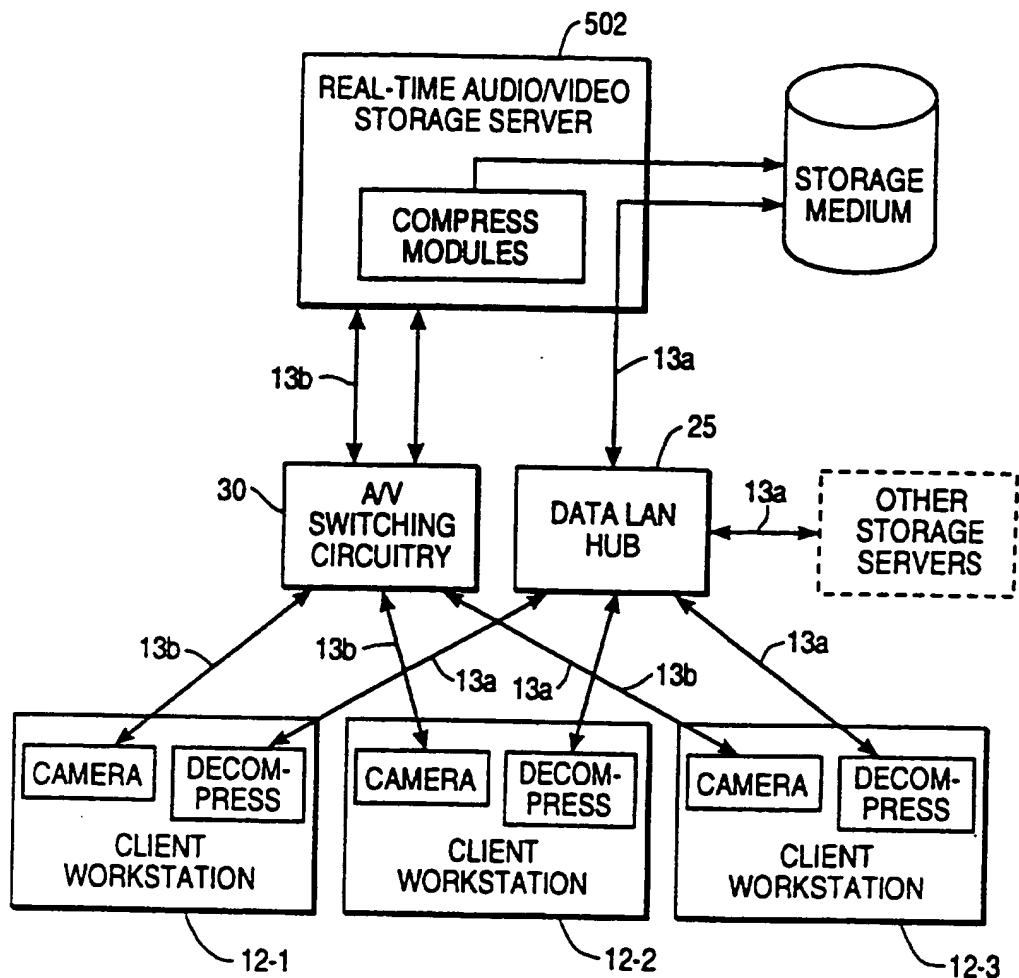 502
REAL-TIME AUDIO/VIDEO
STORAGE SERVER
COMPRESS
MODULES
STORAGE
MEDIUM
13b
13a
25
30
A/V
SWITCHING
CIRCUITRY
DATA LAN
HUB
13a
OTHER
STORAGE
SERVERS
13b
13b
13a
13a
13b
13a
CAMERA
DECOM-
PRESS
CLIENT
WORKSTATION
CAMERA
DECOM-
PRESS
CLIENT
WORKSTATION
CAMERA
DECOM-
PRESS
CLIENT
WORKSTATION
12-1
12-2
12-3